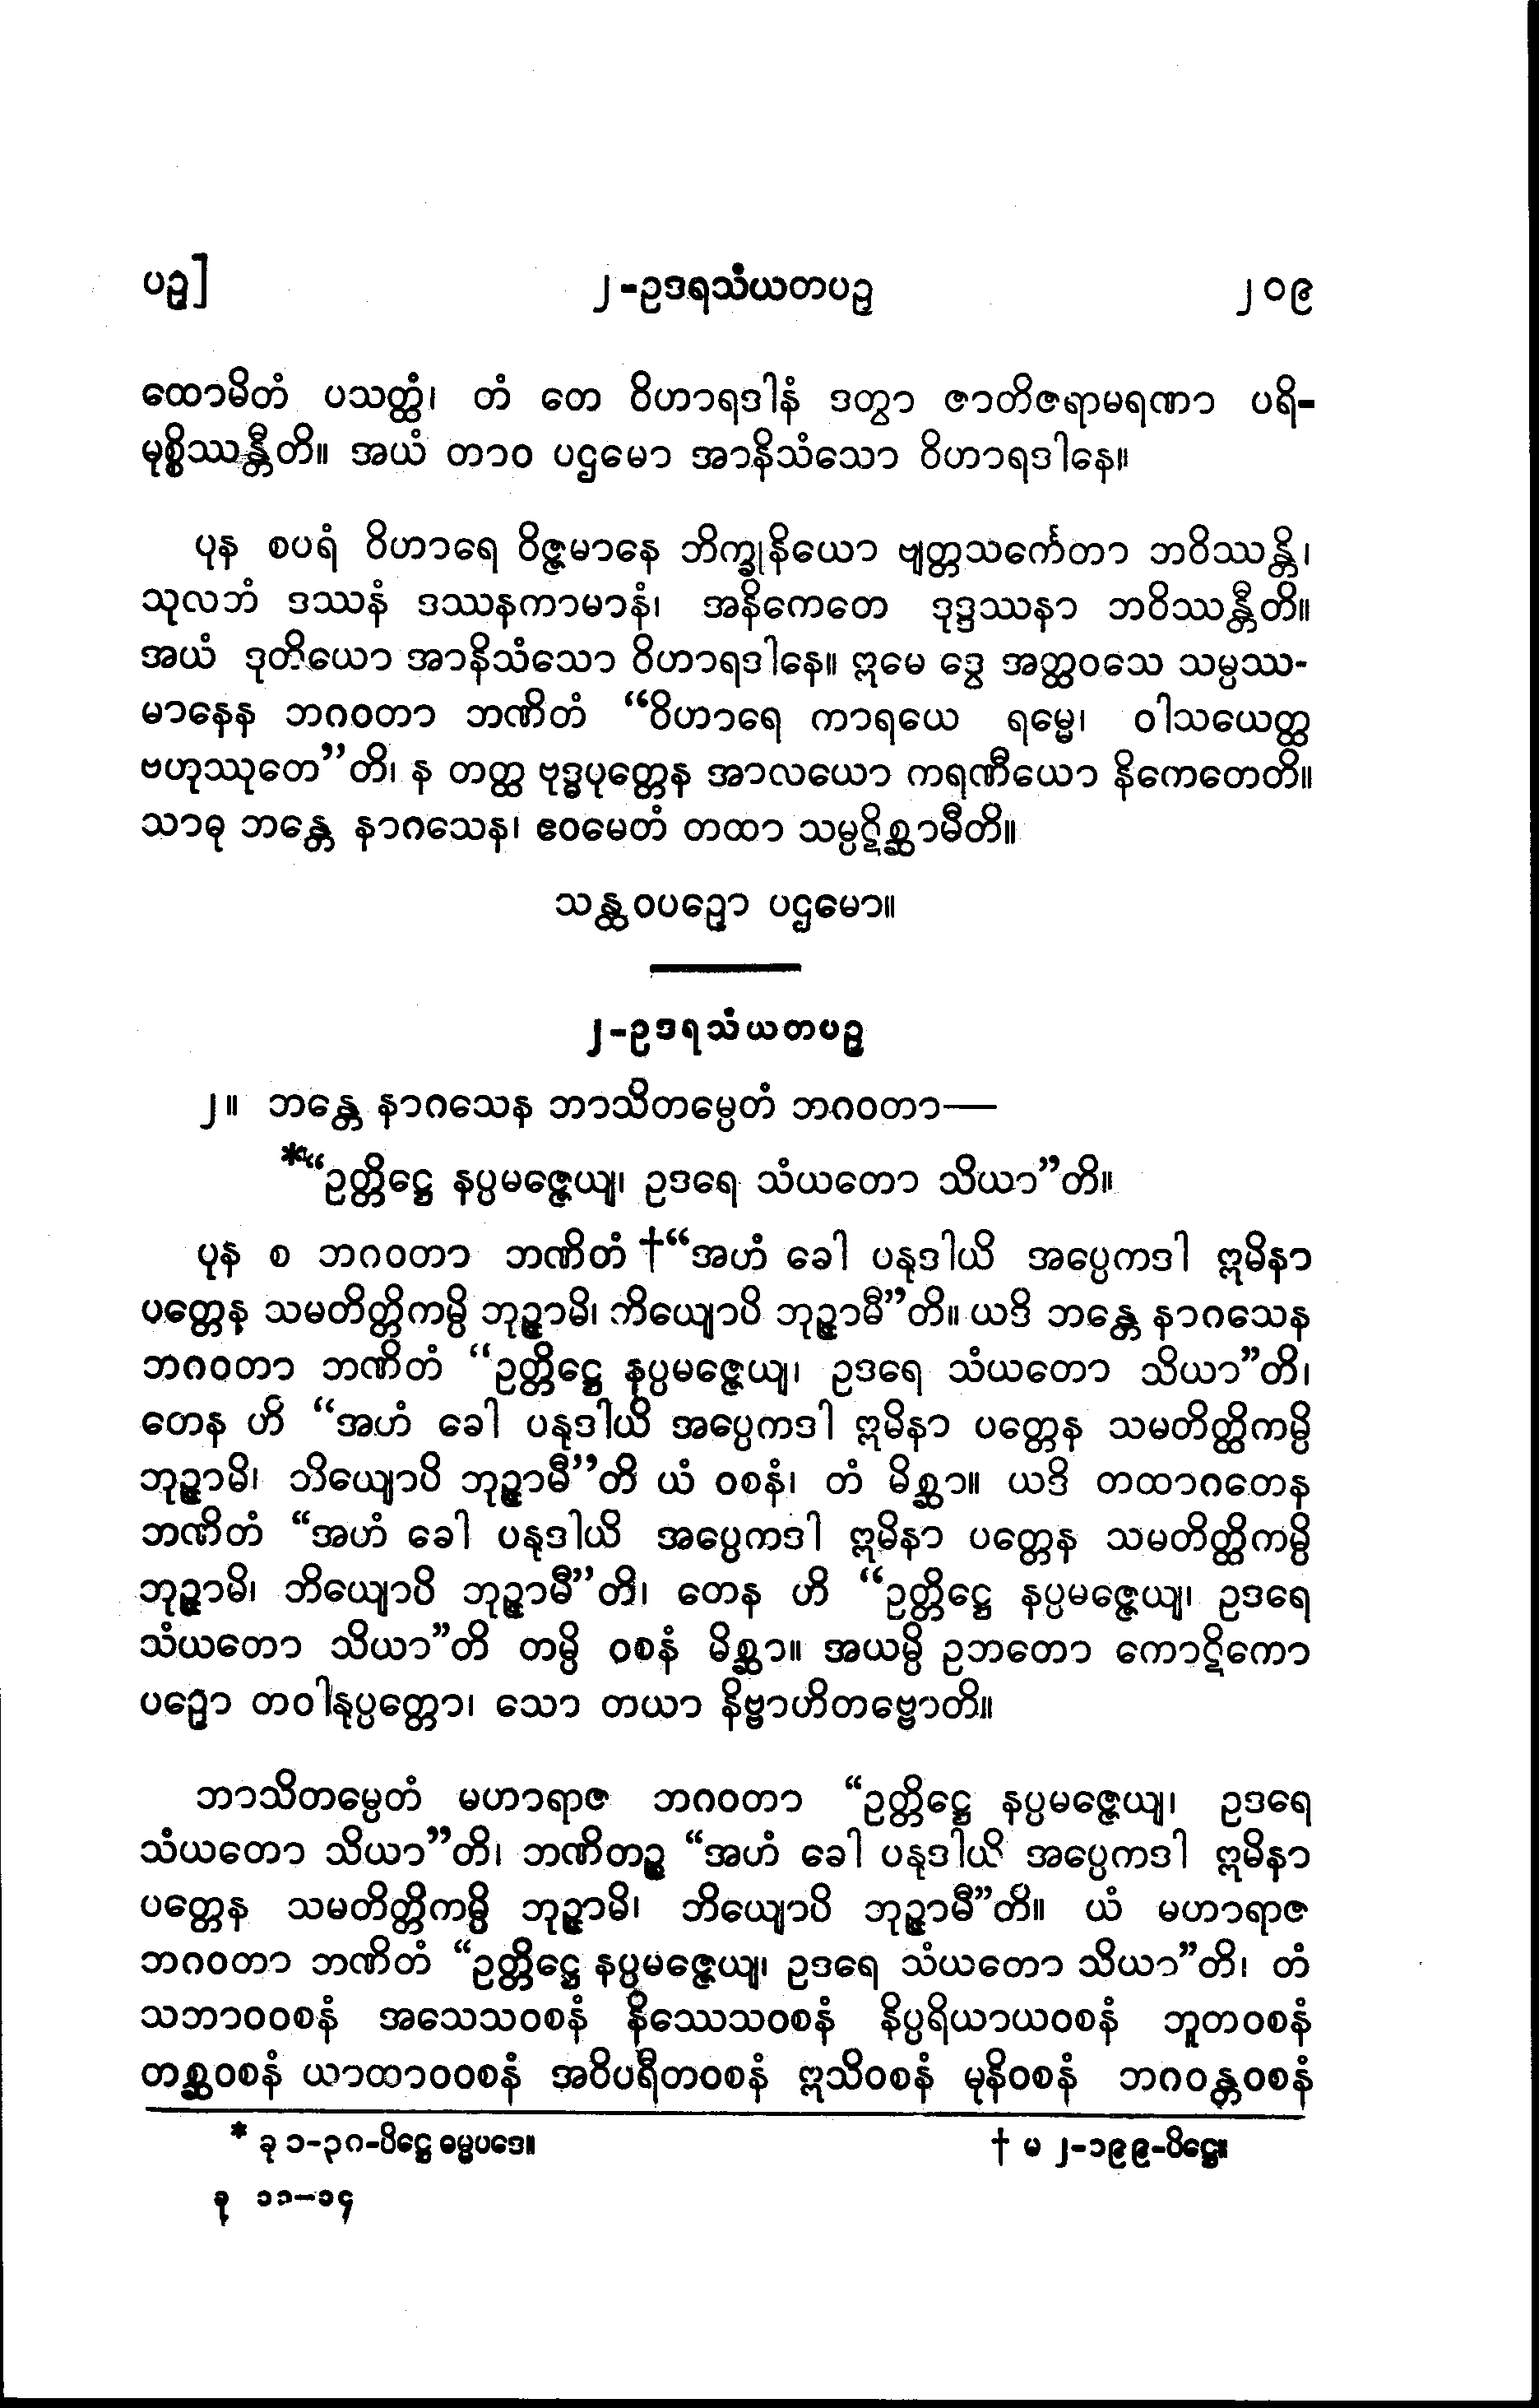 ပဥှ]	၂-ဥဒရသံယတပဥှ	၂၀၉
ထောမိတံ ပသတ္ထံ၊ တံ တေ ဝိဟာရဒါနံ ဒတွာ ဇာတိဇရာမရဏာ ပရိ-
မုစ္စိဿန္တီတိ။ အယံ တာဝ ပဌမော အာနိသံသော ဝိဟာရဒါနေ။
ပုန စပရံ ဝိဟာရေ ဝိဇ္ဇမာနေ ဘိက္ခုနိယော ဗျတ္တသင်္ကေတာ ဘဝိဿန္တိ၊
သုလဘံ ဒဿနံ ဒဿနကာမာနံ၊ အနိကေတေ ဒုဒ္ဒဿနာ ဘဝိဿန္တီတိ။
အယံ ဒုတိယော အာနိသံသော ဝိဟာရဒါနေ။ ဣမေ ဒွေ အတ္ထဝသေ သမ္ပဿ-
မာနေန ဘဂဝတာ ဘဏိတံ “ဝိဟာရေ ကာရယေ ရမ္မေ၊ ဝါသယေတ္ထ
ဗဟုဿုတေ”တိ၊ န တတ္ထ ဗုဒ္ဓပုတ္တေန အာလယော ကရဏီယော နိကေတေတိ။
သာဓု ဘန္တေ နာဂသေန၊ ဧဝမေတံ တထာ သမ္ပဋိစ္ဆာမီတိ။
သန္ထဝပဥှော ပဌမော။
၂-ဥဒရသံယတပဥှ
၂။ ဘန္တေ နာဂသေန ဘာသိတမ္ပေတံ ဘဂဝတာ—
*“ဥတ္တိဋ္ဌေ နပ္ပမဇ္ဇေယျ၊ ဥဒရေ သံယတော သိယာ”တိ။
ပုန စ ဘဂဝတာ ဘဏိတံ †“အဟံ ခေါ ပနုဒါယိ အပ္ပေကဒါ ဣမိနာ
ပတ္တေန သမတိတ္တိကမ္ပိ ဘုဉ္ဇာမိ၊ ဘိယျောပိ ဘုဉ္ဇာမီ”တိ။ ယဒိ ဘန္တေ နာဂသေန
ဘဂဝတာ ဘဏိတံ “ဥတ္တိဋ္ဌေ နပ္ပမဇ္ဇေယျ၊ ဥဒရေ သံယတော သိယာ”တိ၊
တေန ဟိ “အဟံ ခေါ ပနုဒါယိ အပ္ပေကဒါ ဣမိနာ ပတ္တေန သမတိတ္ထိကမ္ပိ
ဘုဉ္ဇာမိ၊ ဘိယျောပိ ဘုဉ္ဇာမီ”တိ ယံ ဝစနံ၊ တံ မိစ္ဆာ။ ယဒိ တထာဂတေန
ဘဏိတံ “အဟံ ခေါ ပနုဒါယိ အပ္ပေကဒါ ဣမိနာ ပတ္တေန သမတိတ္ထိကမ္ပိ
ဘုဉ္ဇာမိ၊ ဘိယျောပိ ဘုဉ္ဇာမီ”တိ၊ တေန ဟိ “ဥတ္တိဋ္ဌေ နပ္ပမဇ္ဇေယျ၊ ဥဒရေ
သံယတော သိယာ”တိ တမ္ပိ ဝစနံ မိစ္ဆာ။ အယမ္ပိ ဥဘတော ကောဋိကော
ပဥှော တဝါနုပ္ပတ္တော၊ သော တယာ နိဗ္ဗာဟိတဗ္ဗောတိ။
ဘာသိတမ္ပေတံ မဟာရာဇ ဘဂဝတာ “ဥတ္တိဋ္ဌေ နပ္ပမဇ္ဇေယျ၊ ဥဒရေ
သံယတော သိယာ”တိ၊ ဘဏိတဉ္စ “အဟံ ခေါ ပနုဒါယိ အပ္ပေကဒါ ဣမိနာ
ပတ္တေန သမတိတ္တိကမ္ပိ ဘုဉ္ဇာမိ၊ ဘိယျောပိ ဘုဉ္ဇာမီ”တိ။ ယံ မဟာရာဇ
ဘဂဝတာ ဘဏိတံ “ဥတ္တိဋ္ဌေ နပ္ပမဇ္ဇေယျ၊ ဥဒရေ သံယတော သိယာ”တိ၊ တံ
သဘာဝဝစနံ အသေသဝစနံ နိဿေသဝစနံ နိပ္ပရိယာယဝစနံ ဘူတဝစနံ
တစ္ဆဝစနံ ယာထာဝဝစနံ အဝိပရီတဝစနံ ဣသိဝစနံ မုနိဝစနံ ဘဂဝန္တဝစနံ
* ခု ၁-၃ဂ-ပိဋ္ဌေ ဓမ္မပဒေ။	† မ ၂-၁၉၉-ပိဋ္ဌေ။
ခု ၁၁-၁၄